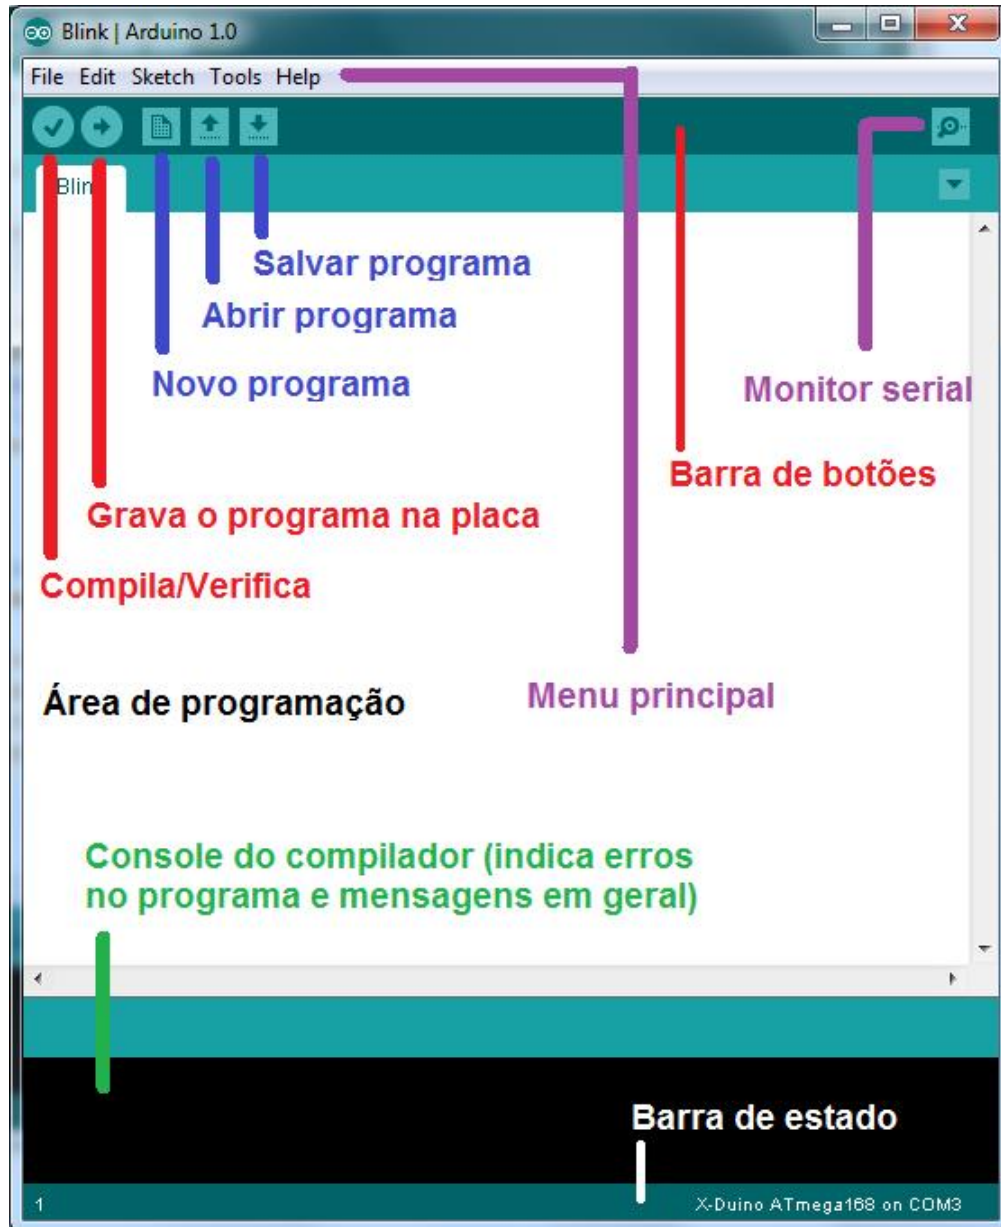 Blink | Arduino 1.0
File Edit Sketch Tools Help
Blin
Salvar programa
Abrir programa
Novo programa
Monitor serial
Barra de botões
Grava o programa na placa
Compila/Verifica
Menu principal
Área de programação
Console do compilador (indica erros
no programa e mensagens em geral)
Barra de estado
1
X-Duino ATmega168 on COM3